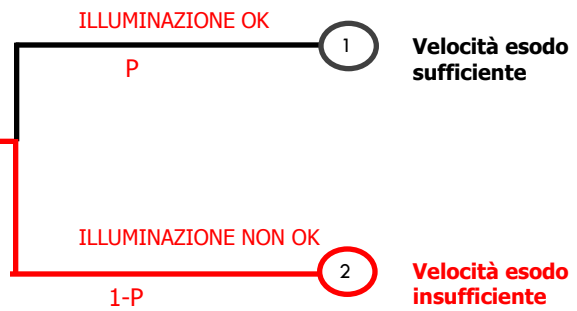 ILLUMINAZIONE OK
P
1
Velocità esodo
sufficiente
ILLUMINAZIONE NON OK
1-P
2
Velocità esodo
insufficiente